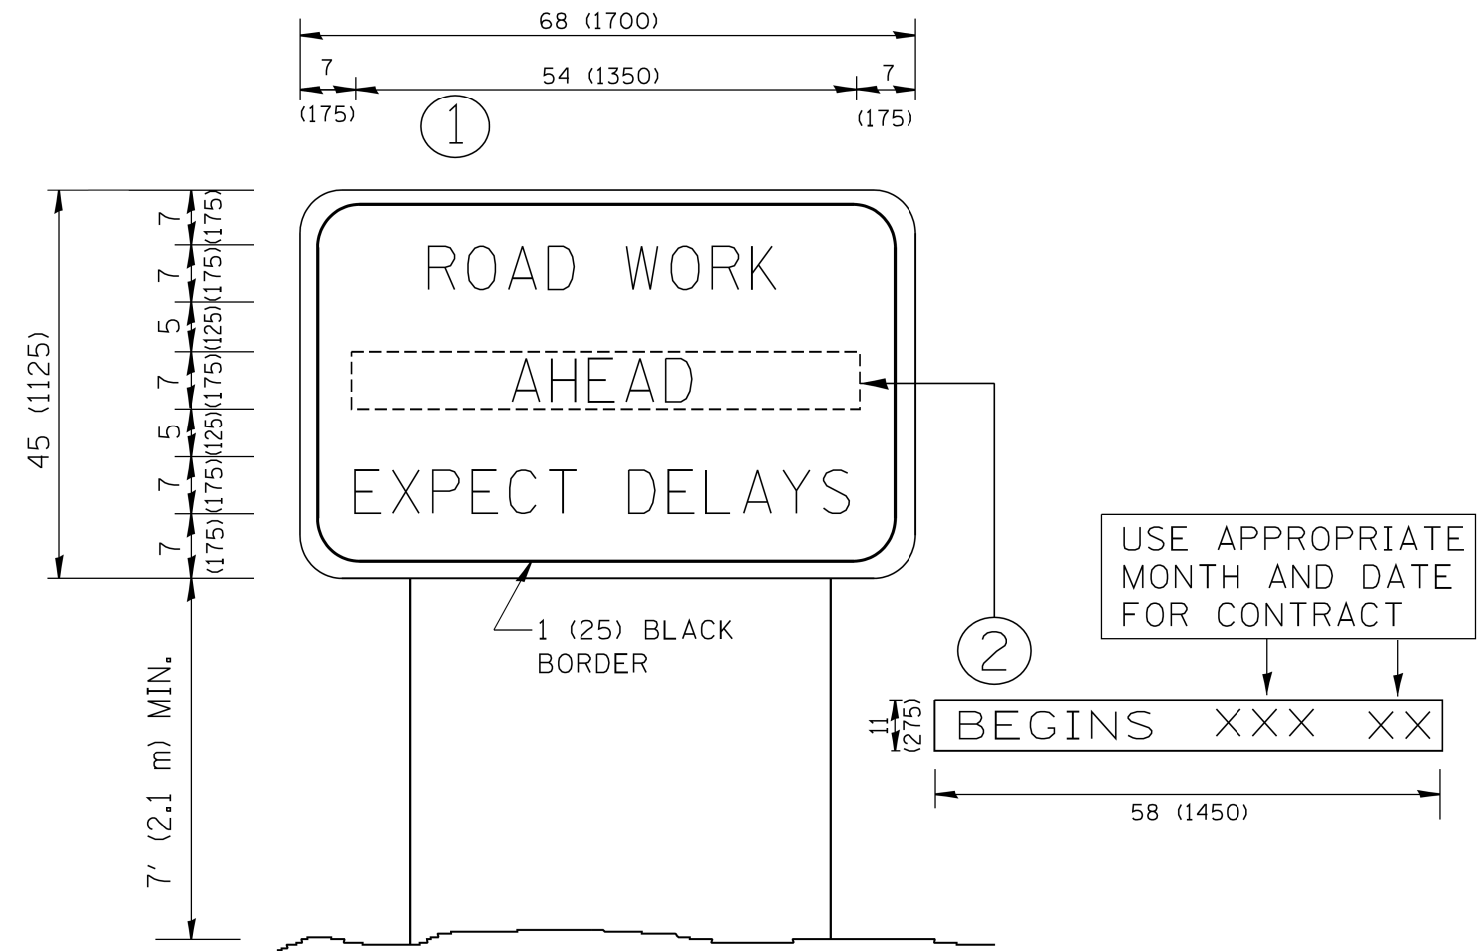 68 (1700)
7
54 (1350)
7
(175)
(175)
1
7
(175)
7
(175)
5
(125)
7
(175)
5
(125)
7
(175)
7
(175)
45 (1125)
ROAD WORK
AHEAD
EXPECT DELAYS
1 (25) BLACK
BORDER
7' (2.1 m) MIN.
2
USE APPROPRIATE
MONTH AND DATE
FOR CONTRACT
11
(275)
BEGINS XXX XX
58 (1450)